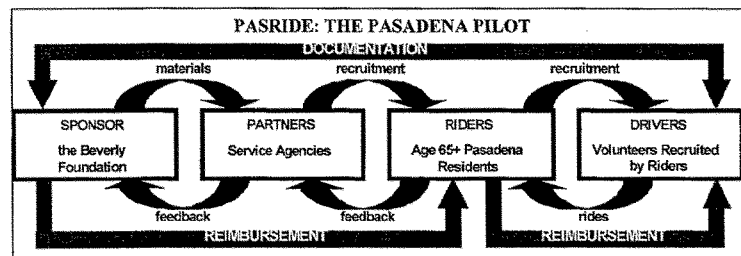 PASRIDE: THE PASADENA PILOT
DOCUMENTATION
materials recruitment recruitment
SPONSOR PARTNERS RIDERS DRIVERS
the Beverly Service Agencies Age 65+ Pasadena Volunteers Recruited
Foundation Residents by Riders
feedback feedback rides
REIMBURSEMENT REIMBURSEMENT